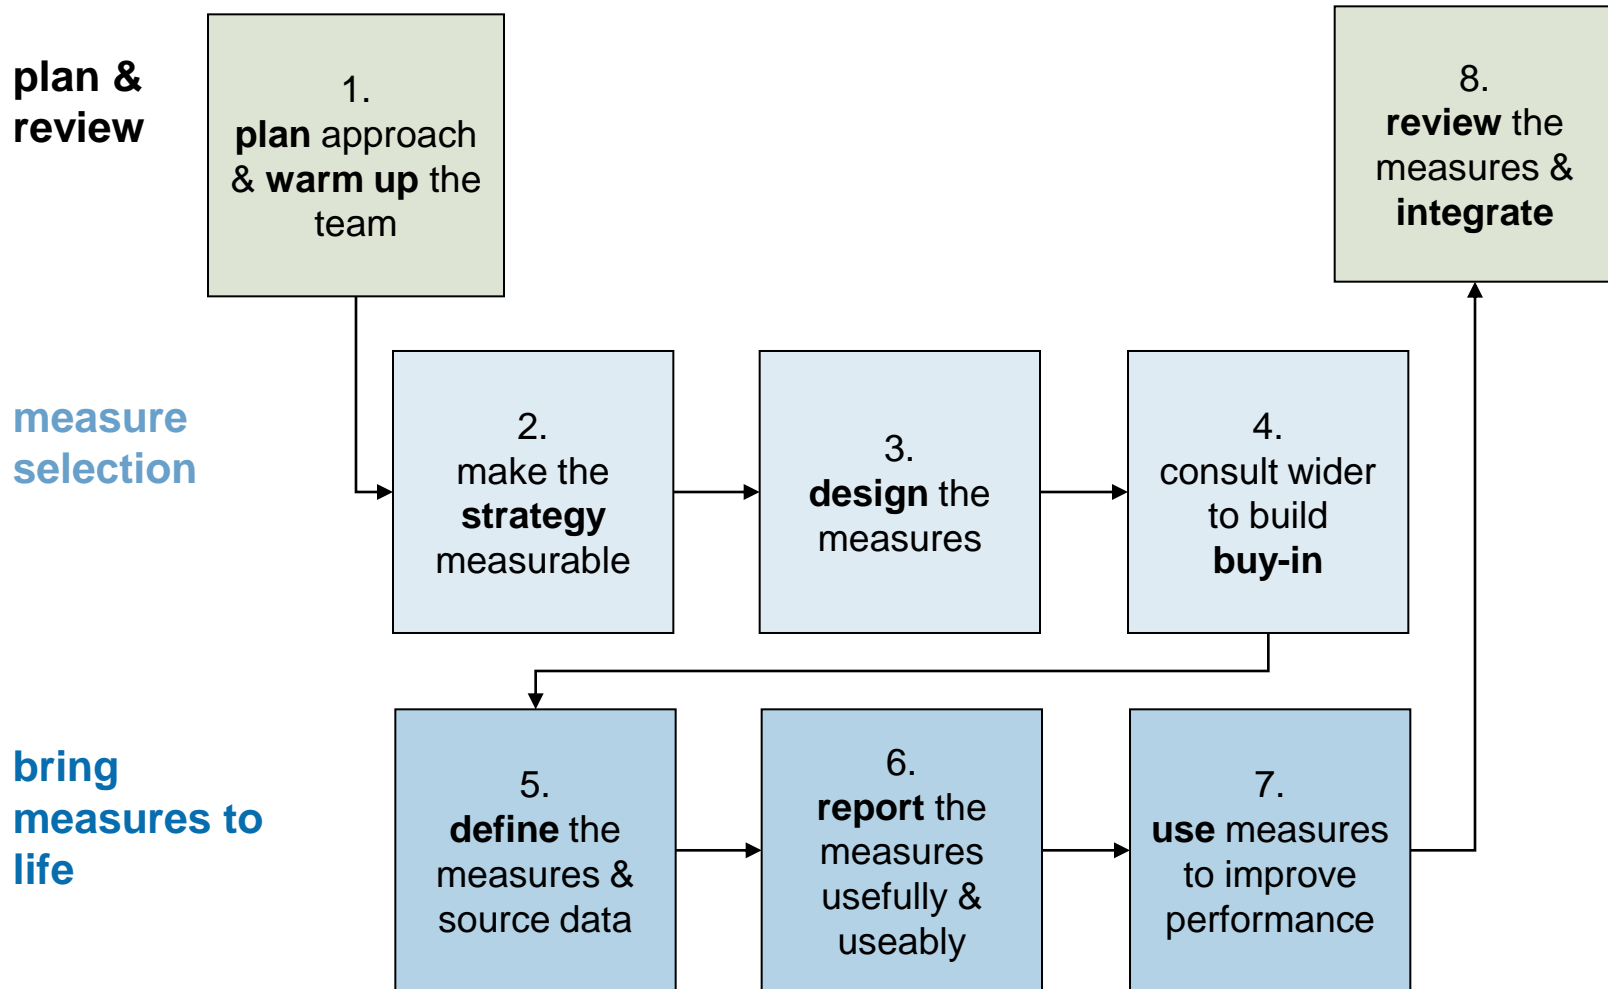 plan &
review
1.
plan approach
& warm up the
team
8.
review the
measures &
integrate
measure
selection
2.
make the
strategy
measurable
3.
design the
measures
4.
consult wider
to build
buy-in
bring
measures to
life
5.
define the
measures &
source data
6.
report the
measures
usefully &
useably
7.
use measures
to improve
performance